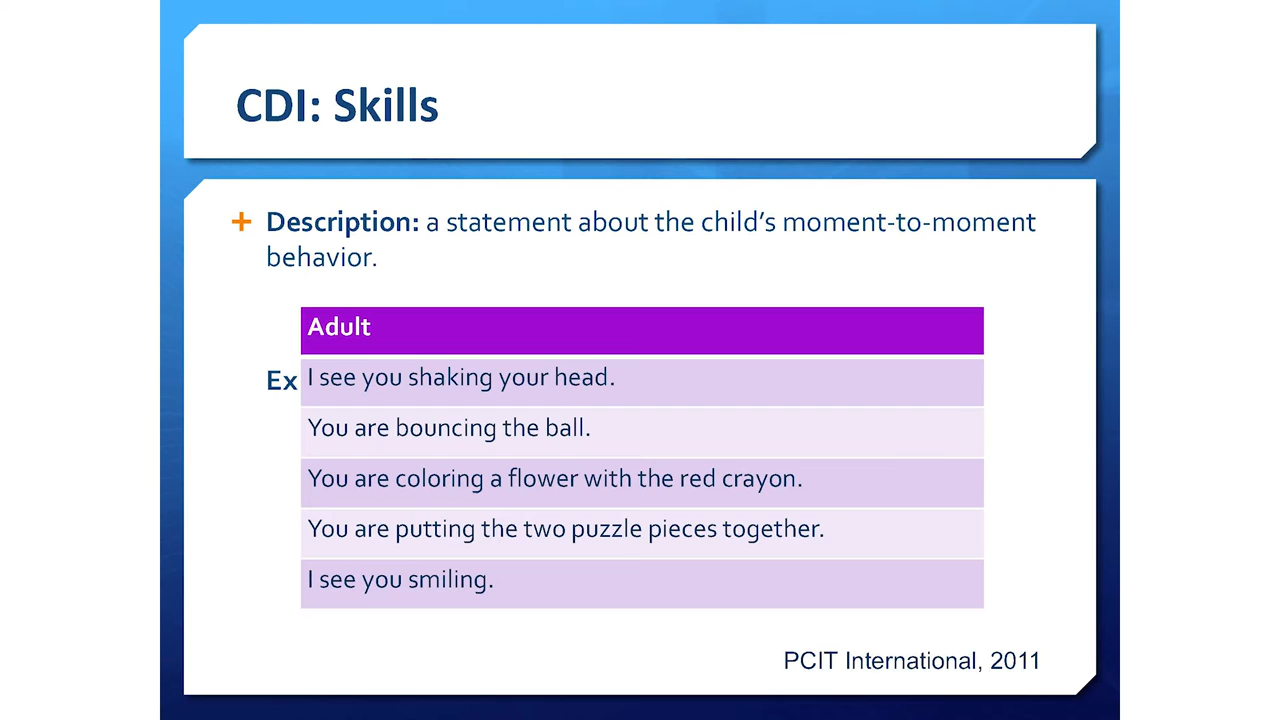 CDI: Skills
+ Description: a statement about the child's moment-to-moment
behavior.
Adult
Ex
I see you shaking your head.
You are bouncing the ball.
You are coloring a flower with the red crayon.
You are putting the two puzzle pieces together.
I see you smiling.
PCIT International, 2011